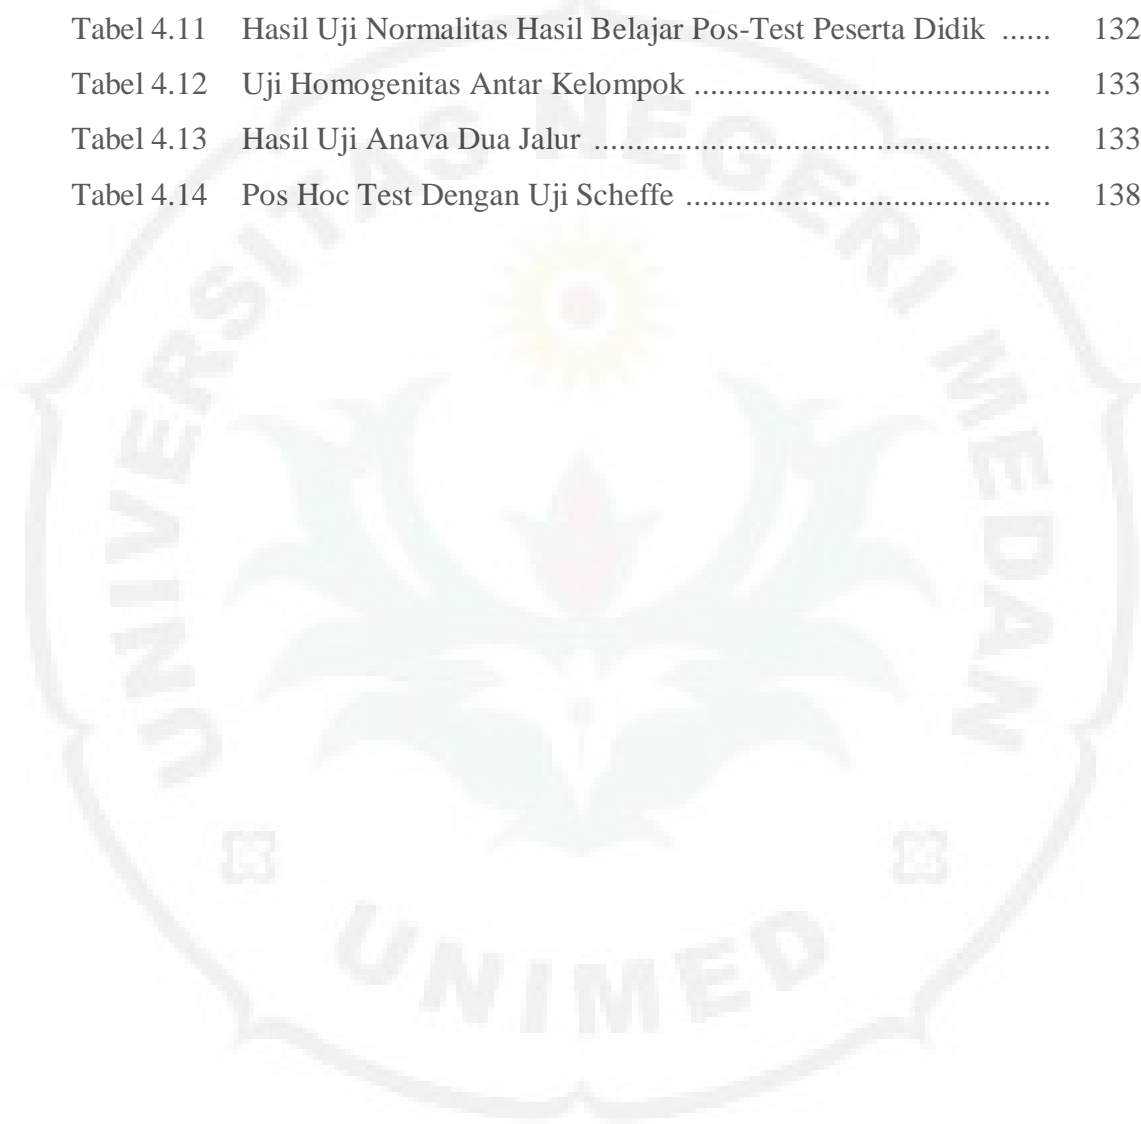 Tabel 4.11 Hasil Uji Normalitas Hasil Belajar Pos-Test Peserta Didik ...... 132
Tabel 4.12 Uji Homogenitas Antar Kelompok ............................................ 133
Tabel 4.13 Hasil Uji Anava Dua Jalur ........................................................ 133
Tabel 4.14 Pos Hoc Test Dengan Uji Scheffe ............................................. 138
UNIVERSITAS NEGERI MEDAN
UNIMED